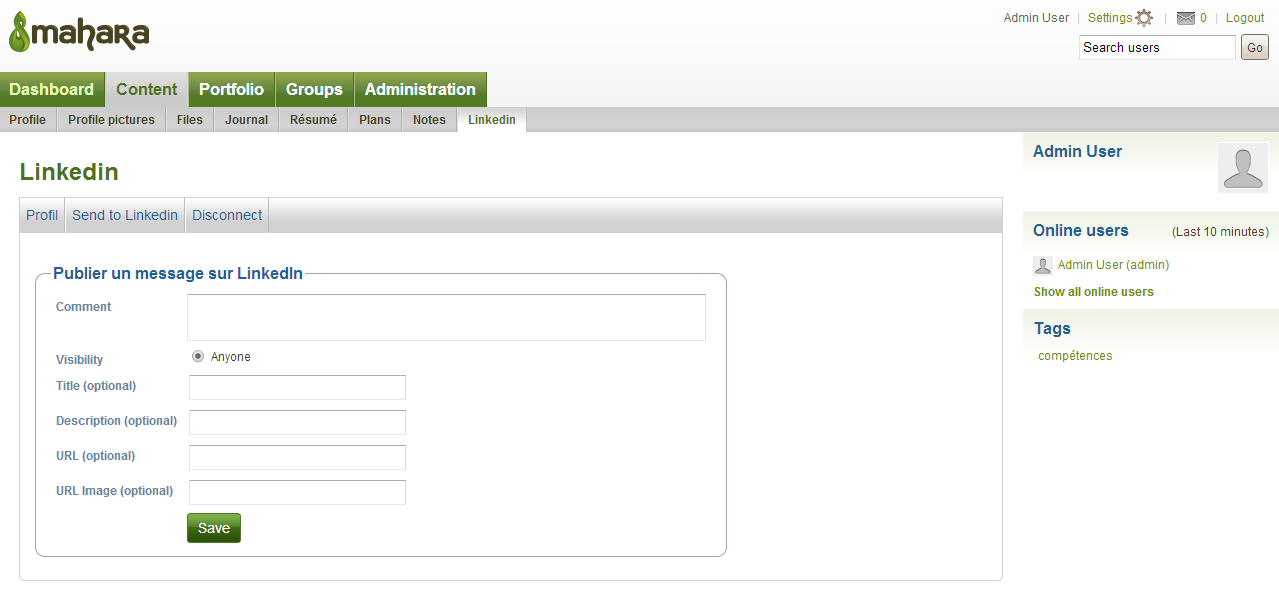 mahara
Admin User | Settings | 0 | Logout
Search users Go
Dashboard Content Portfolio Groups Administration
Profile Profile pictures Files Journal Résumé Plans Notes Linkedin
Linkedin
Profil Send to Linkedin Disconnect
Publier un message sur LinkedIn
Comment
Visibility Anyone
Title (optional)
Description (optional)
URL (optional)
URL Image (optional)
Save
Admin User
Online users (Last 10 minutes)
Admin User (admin)
Show all online users
Tags
compétences